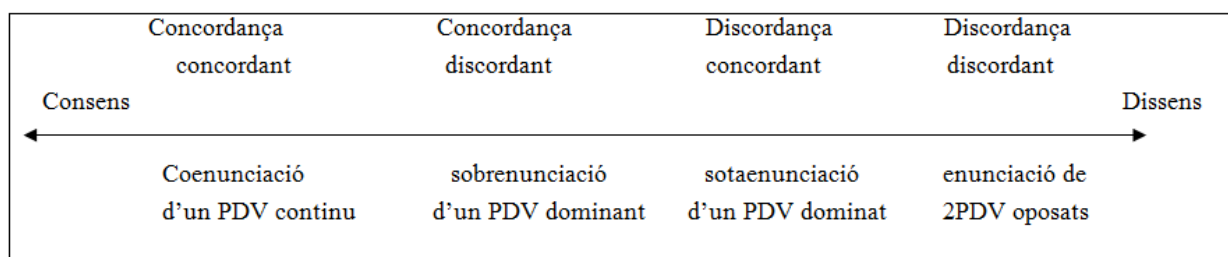 Concordança Concordança Discordança Discordança
concordant discordant concordant discordant
Consens Dissens
Coenunciació sobrenunciació sotaenunciació enunciació de
d’un PDV continu d’un PDV dominant d’un PDV dominat 2PDV oposats